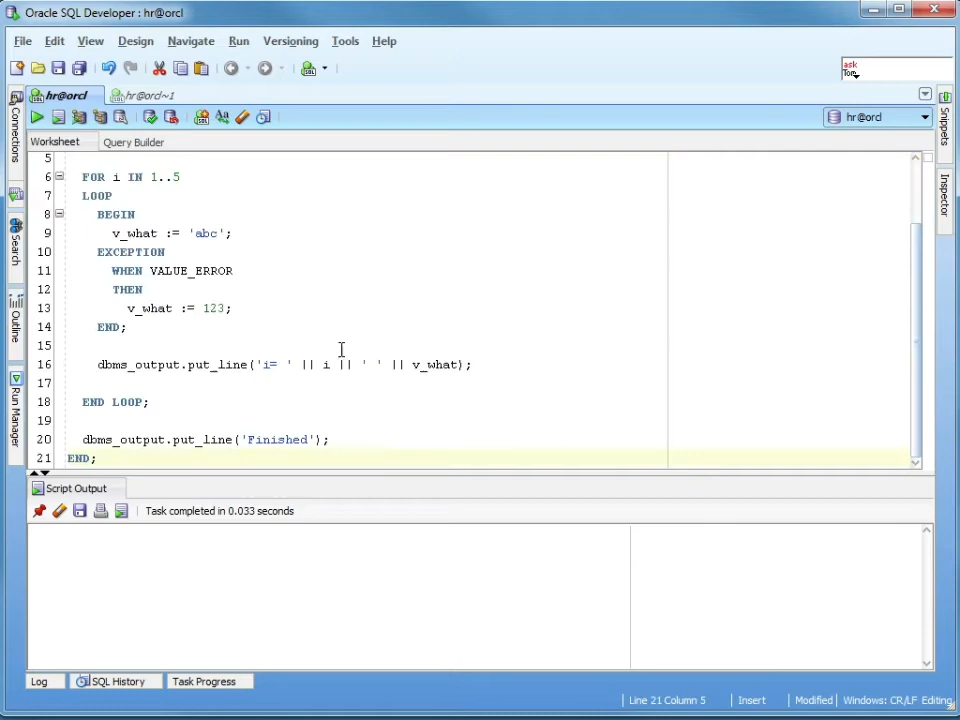 Oracle SQL Developer : hr@orcl
File Edit View Design Navigate Run Versioning Tools Help
ask
Tom
hr@orcl hr@orcl~1
hr@orcl
Worksheet Query Builder
5
6 FOR i IN 1..5
7 LOOP
8 BEGIN
9 v_what := 'abc';
10 EXCEPTION
11 WHEN VALUE_ERROR
12 THEN
13 v_what := 123;
14 END;
15
16 dbms_output.put_line('i= ' || i || ' ' || v_what);
17
18 END LOOP;
19
20 dbms_output.put_line('Finished');
21 END;
Connections
Search
Outline
Run Manager
Snippets
Inspector
Script Output
Task completed in 0.033 seconds
Log SQL History Task Progress
Line 21 Column 5 Insert Modified Windows: CR/LF Editing